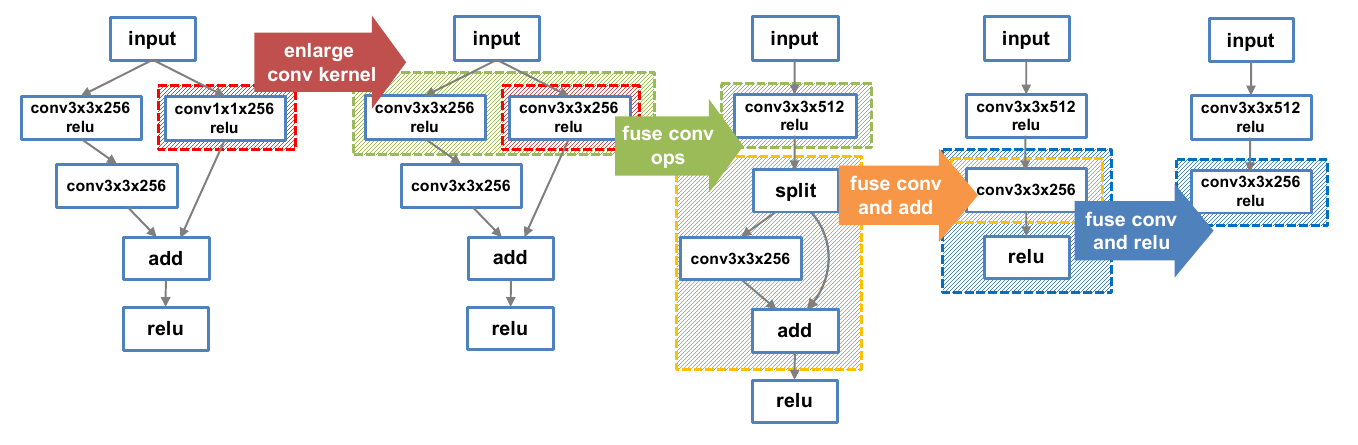 input
conv3x3x256
relu
conv1x1x256
relu
conv3x3x256
add
relu
enlarge
conv kernel
input
conv3x3x256
relu
conv3x3x256
relu
conv3x3x256
add
relu
fuse conv
ops
input
conv3x3x512
relu
split
conv3x3x256
add
relu
fuse conv
and add
input
conv3x3x512
relu
conv3x3x256
relu
fuse conv
and relu
input
conv3x3x512
relu
conv3x3x256
relu